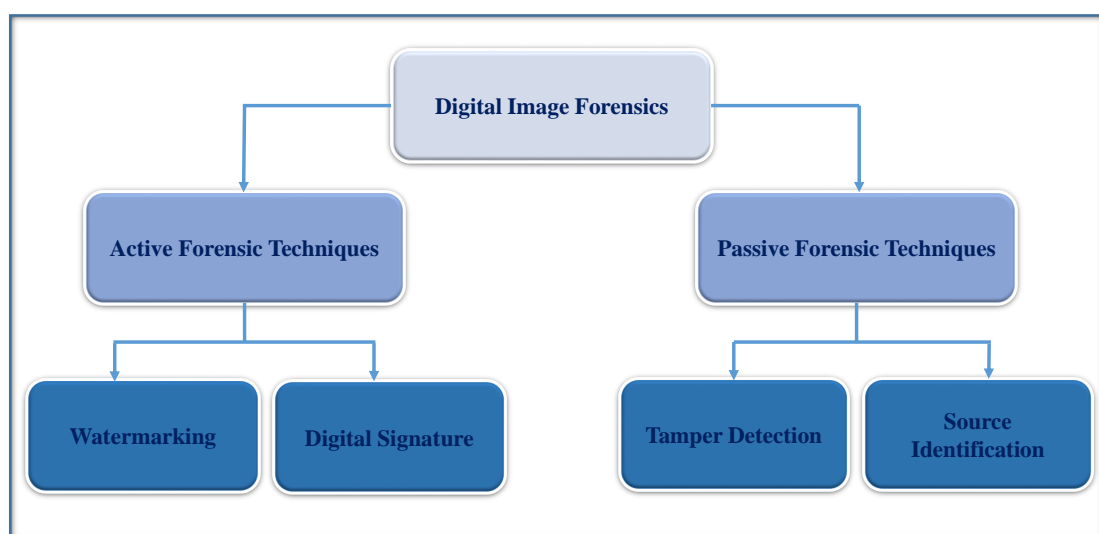 Digital Image Forensics
Active Forensic Techniques
Passive Forensic Techniques
Watermarking
Digital Signature
Tamper Detection
Source
Identification